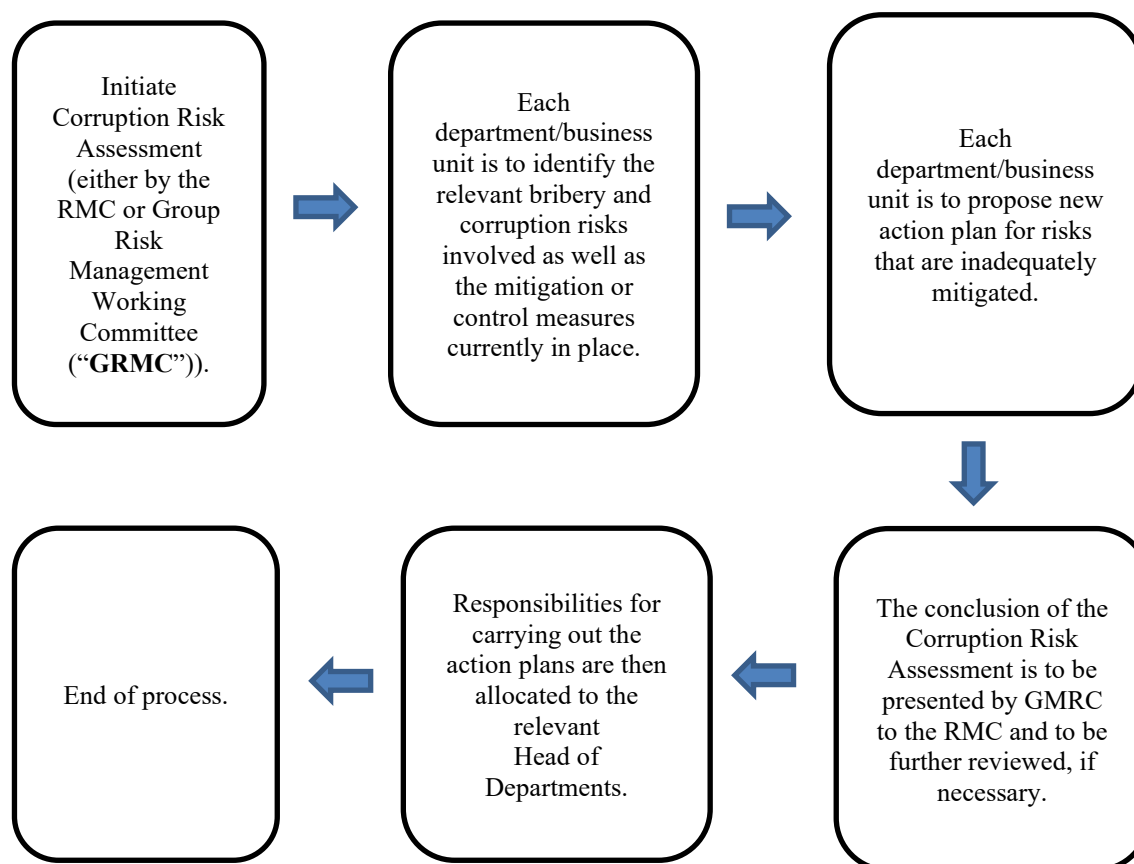 Initiate
Corruption Risk
Assessment
(either by the
RMC or Group
Risk
Management
Working
Committee
(“GRMC”)).
Each
department/business
unit is to identify the
relevant bribery and
corruption risks
involved as well as
the mitigation or
control measures
currently in place.
Each
department/business
unit is to propose new
action plan for risks
that are inadequately
mitigated.
The conclusion of the
Corruption Risk
Assessment is to be
presented by GMRC
to the RMC and to be
further reviewed, if
necessary.
Responsibilities for
carrying out the
action plans are then
allocated to the
relevant
Head of
Departments.
End of process.